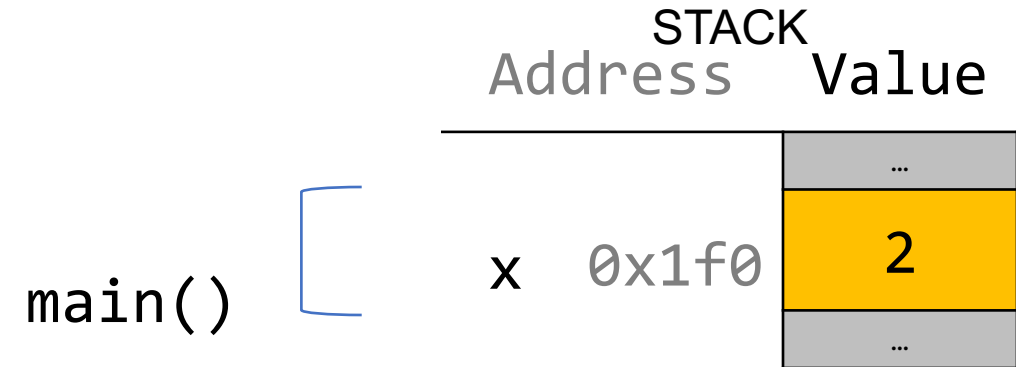 STACK
Address Value
…
x 0x1f0 2
main()
…